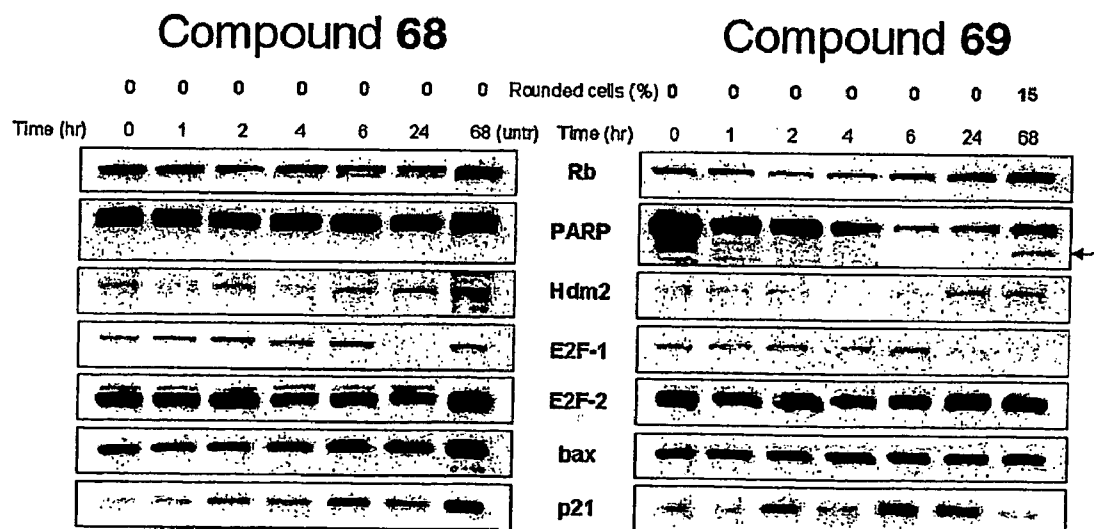 Compound 68
Compound 69
0 0 0 0 0 0 0 Rounded cells (%) 0 0 0 0 0 0 15
Time (hr) 0 1 2 4 6 24 68 (untr) Time (hr) 0 1 2 4 6 24 68
Rb
PARP
Hdm2
E2F-1
E2F-2
bax
p21